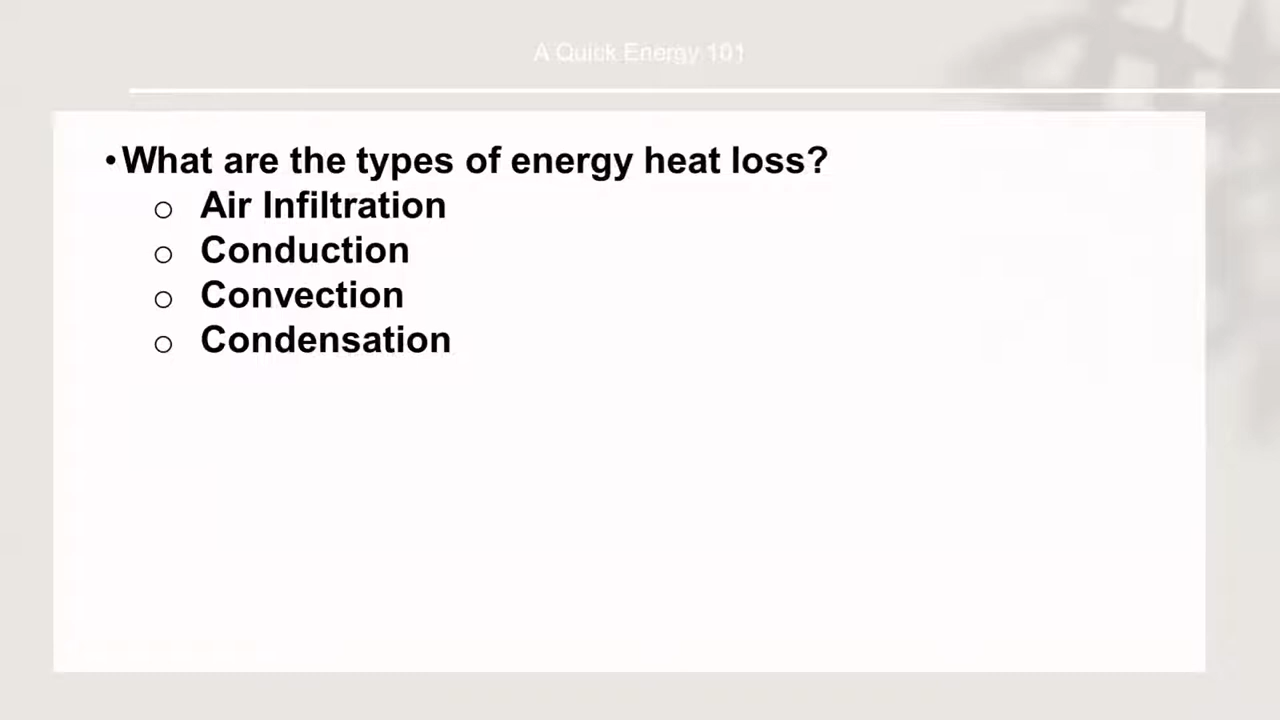 A Quick Energy 101
•What are the types of energy heat loss?
o Air Infiltration
o Conduction
o Convection
o Condensation